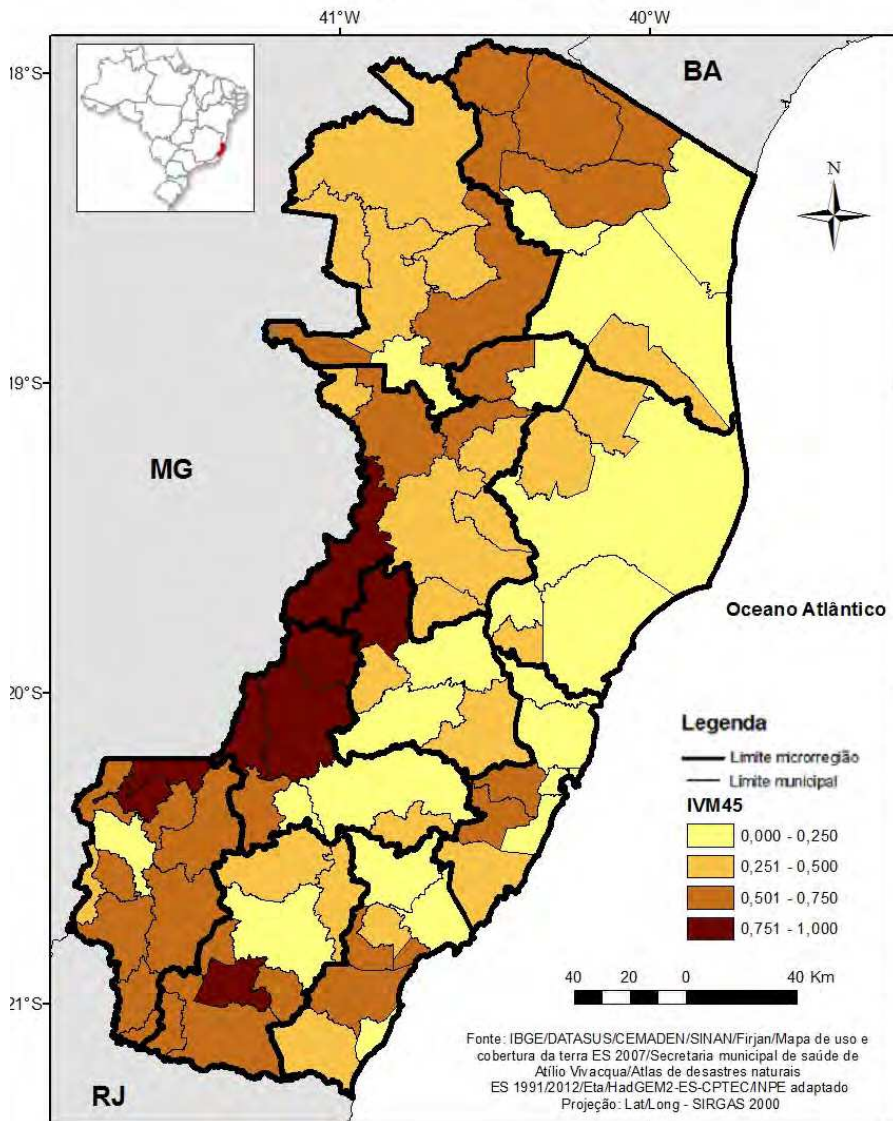 41°W 40°W
18°S
BA
N
19°S
MG
Oceano Atlântico
20°S
Legenda
Límite microrregião
Límite municipal
IVM45
0,000 - 0,250
0,251 - 0,500
0,501 - 0,750
0,751 - 1,000
40 20 0 40 Km
21°S
Fonte: IBGE/DATASUS/CEMADEN/SINAN/Firjan/Mapa de uso e
cobertura da terra ES 2007/Secretaria municipal de saúde de
Atílio Vivacqua/Atlas de desastres naturais
ES 1991/2012/Eta/HadGEM2-ES-CPTEC/INPE adaptado
Projeção: Lat/Long - SIRGAS 2000
RJ